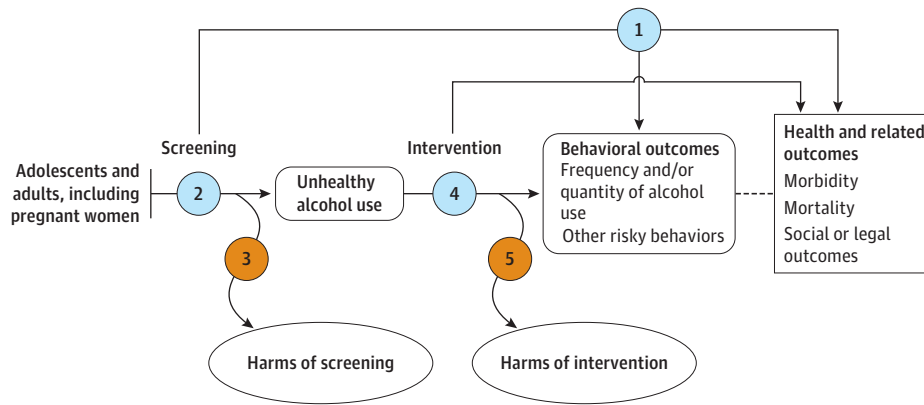 1
Screening
Intervention
Adolescents and
adults, including
pregnant women
2
Unhealthy
alcohol use
4
Behavioral outcomes
Frequency and/or
quantity of alcohol
use
Other risky behaviors
Health and related
outcomes
Morbidity
Mortality
Social or legal
outcomes
3
5
Harms of screening
Harms of intervention